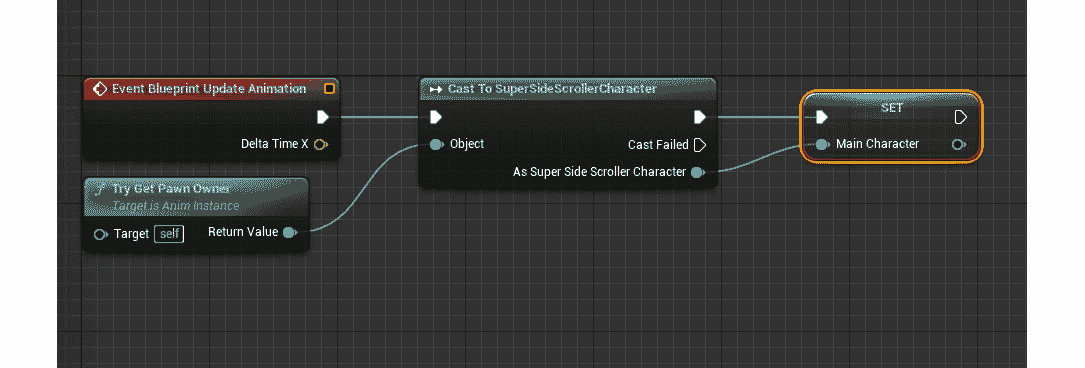 Event Blueprint Update Animation
Delta Time X
Try Get Pawn Owner
Target is Anim Instance
Target self Return Value
Cast To SuperSideScrollerCharacter
Object Cast Failed
As Super Side Scroller Character
SET
Main Character